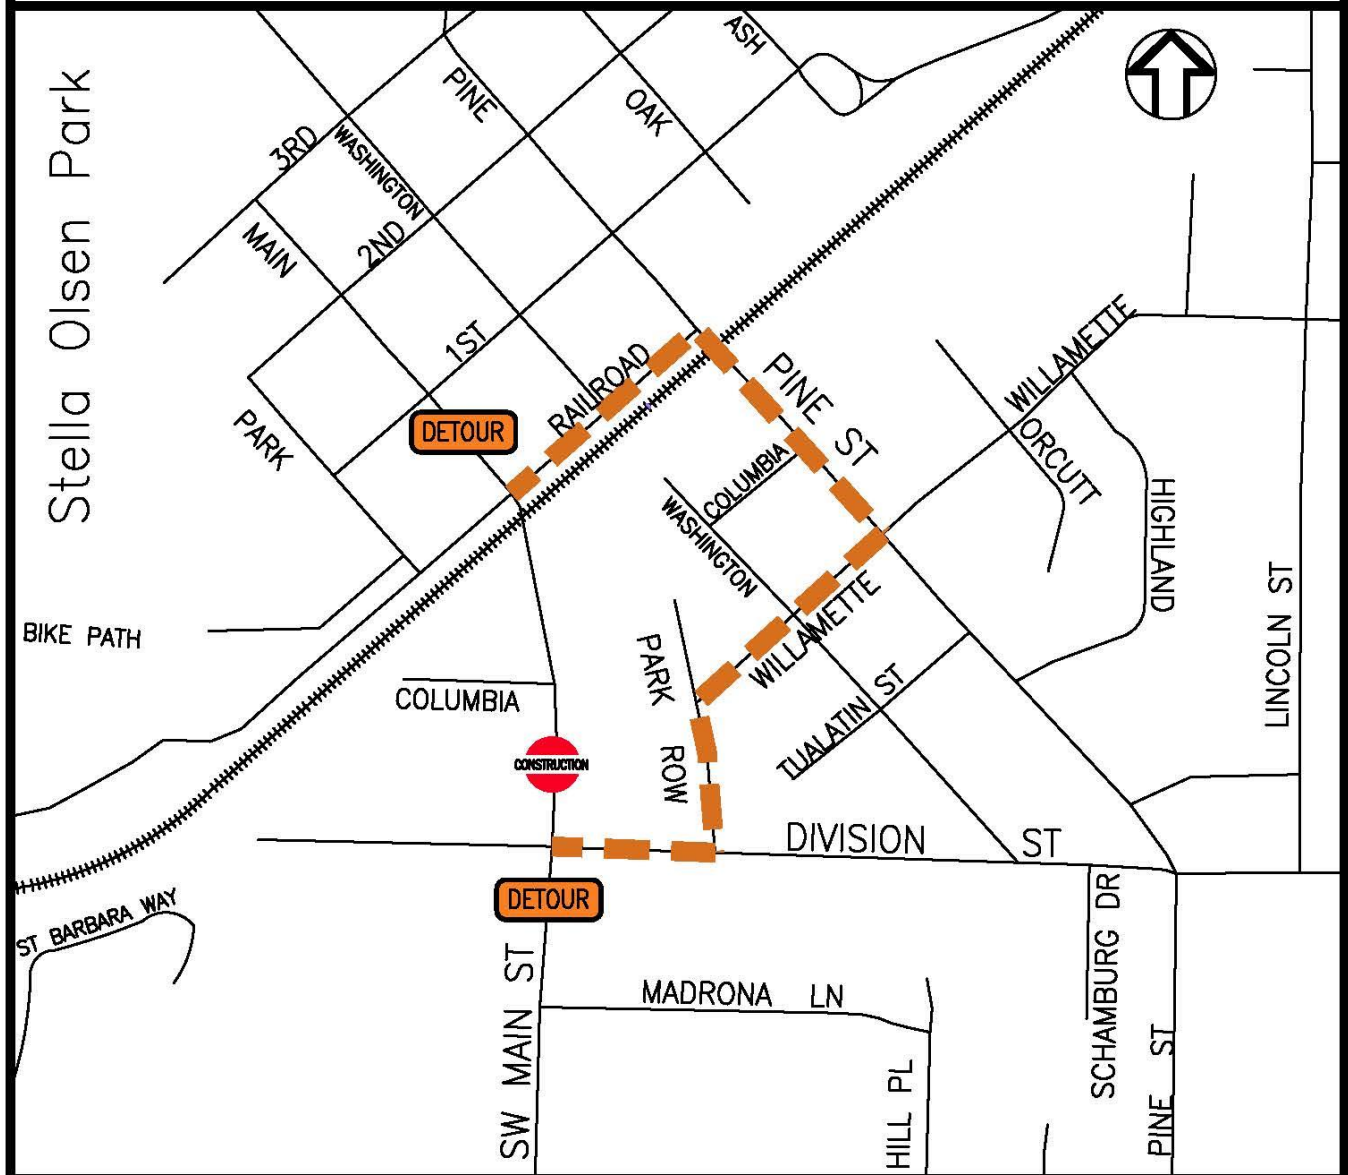 Stella Olsen Park
ASH
PINE
OAK
3RD
WASHINGTON
MAIN
2ND
1ST
RAILROAD
PARK
DETOUR
PINE ST
WILLAMETTE
ORCUTT
HIGHLAND
LINCOLN ST
COLUMBIA
WASHINGTON
WILLAMETTE
TUALATIN ST
BIKE PATH
PARK ROW
COLUMBIA
CONSTRUCTION
DIVISION ST
DETOUR
ST BARBARA WAY
SW MAIN ST
MADRONA LN
HILL PL
SCHAMBURG DR
PINE ST